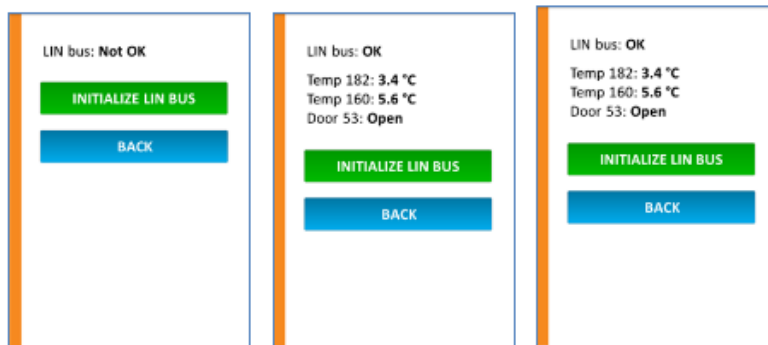 LIN bus: Not OK
INITIALIZE LIN BUS
BACK
LIN bus: OK
Temp 182: 3.4 °C
Temp 160: 5.6 °C
Door 53: Open
INITIALIZE LIN BUS
BACK
LIN bus: OK
Temp 182: 3.4 °C
Temp 160: 5.6 °C
Door 53: Open
INITIALIZE LIN BUS
BACK